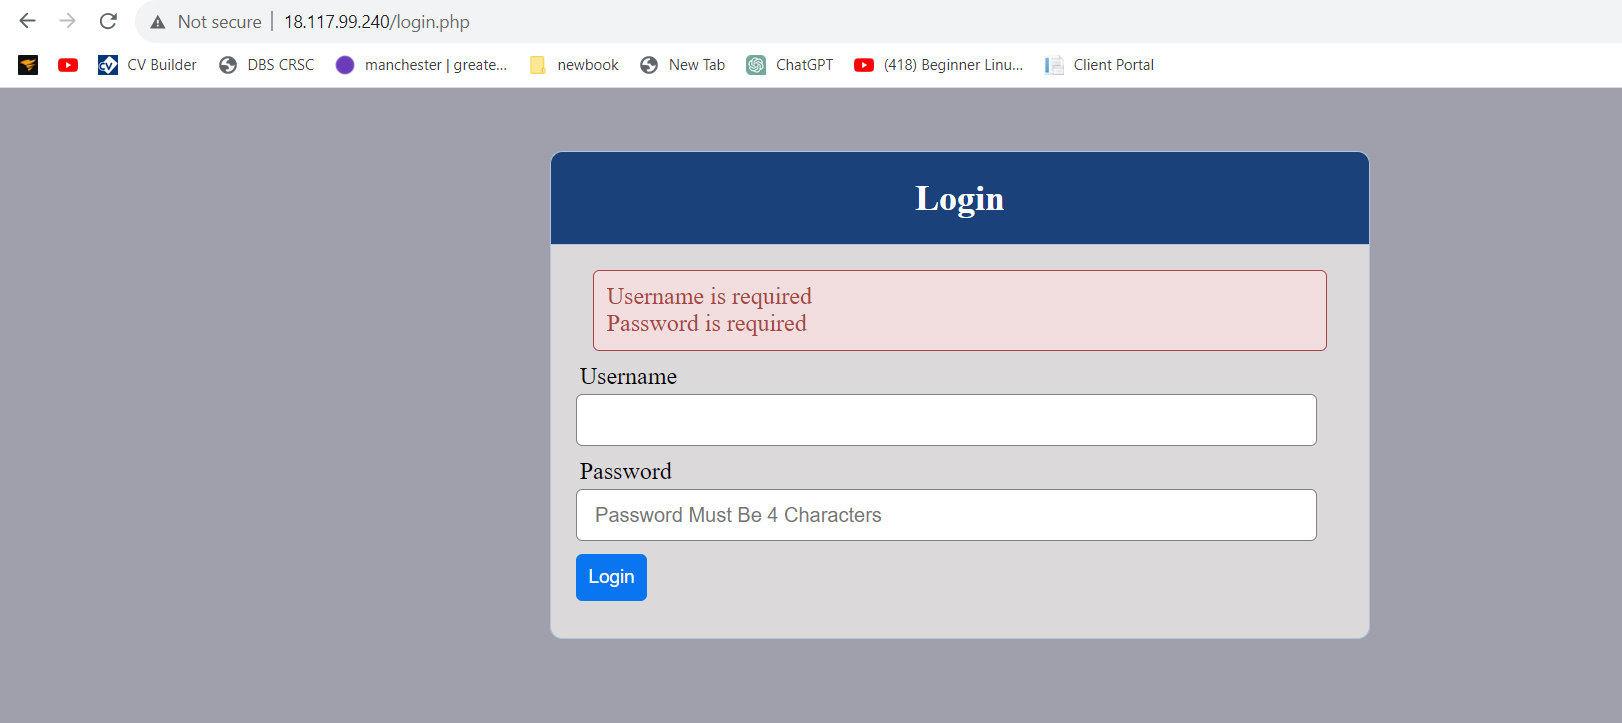 Not secure | 18.117.99.240/login.php
CV CV Builder DBS CRSC manchester | greate... newbook New Tab ChatGPT (418) Beginner Linu... Client Portal
Login
Username is required
Password is required
Username
Password
Password Must Be 4 Characters
Login